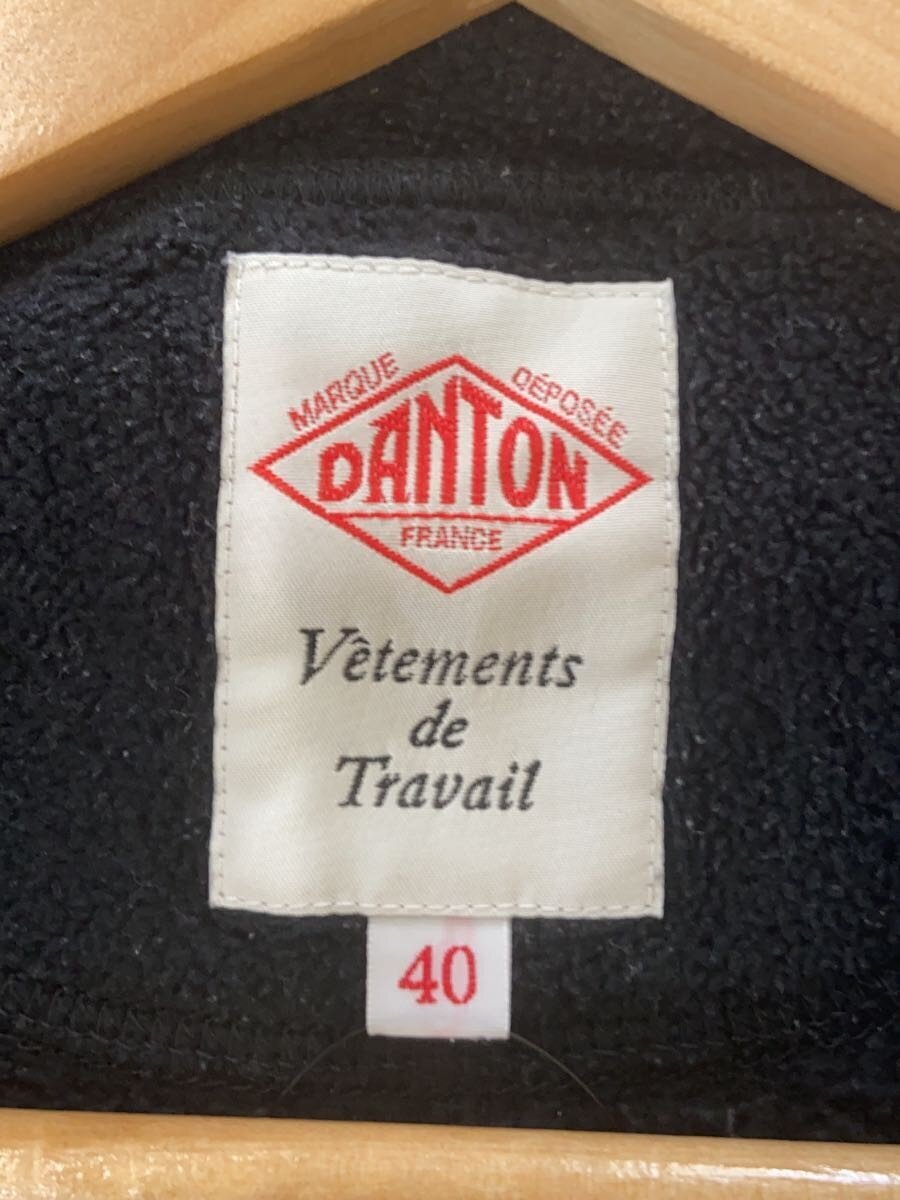 MARQUE DÉPOSÉE
DANTON
FRANCE
Vêtements
de
Travail
40